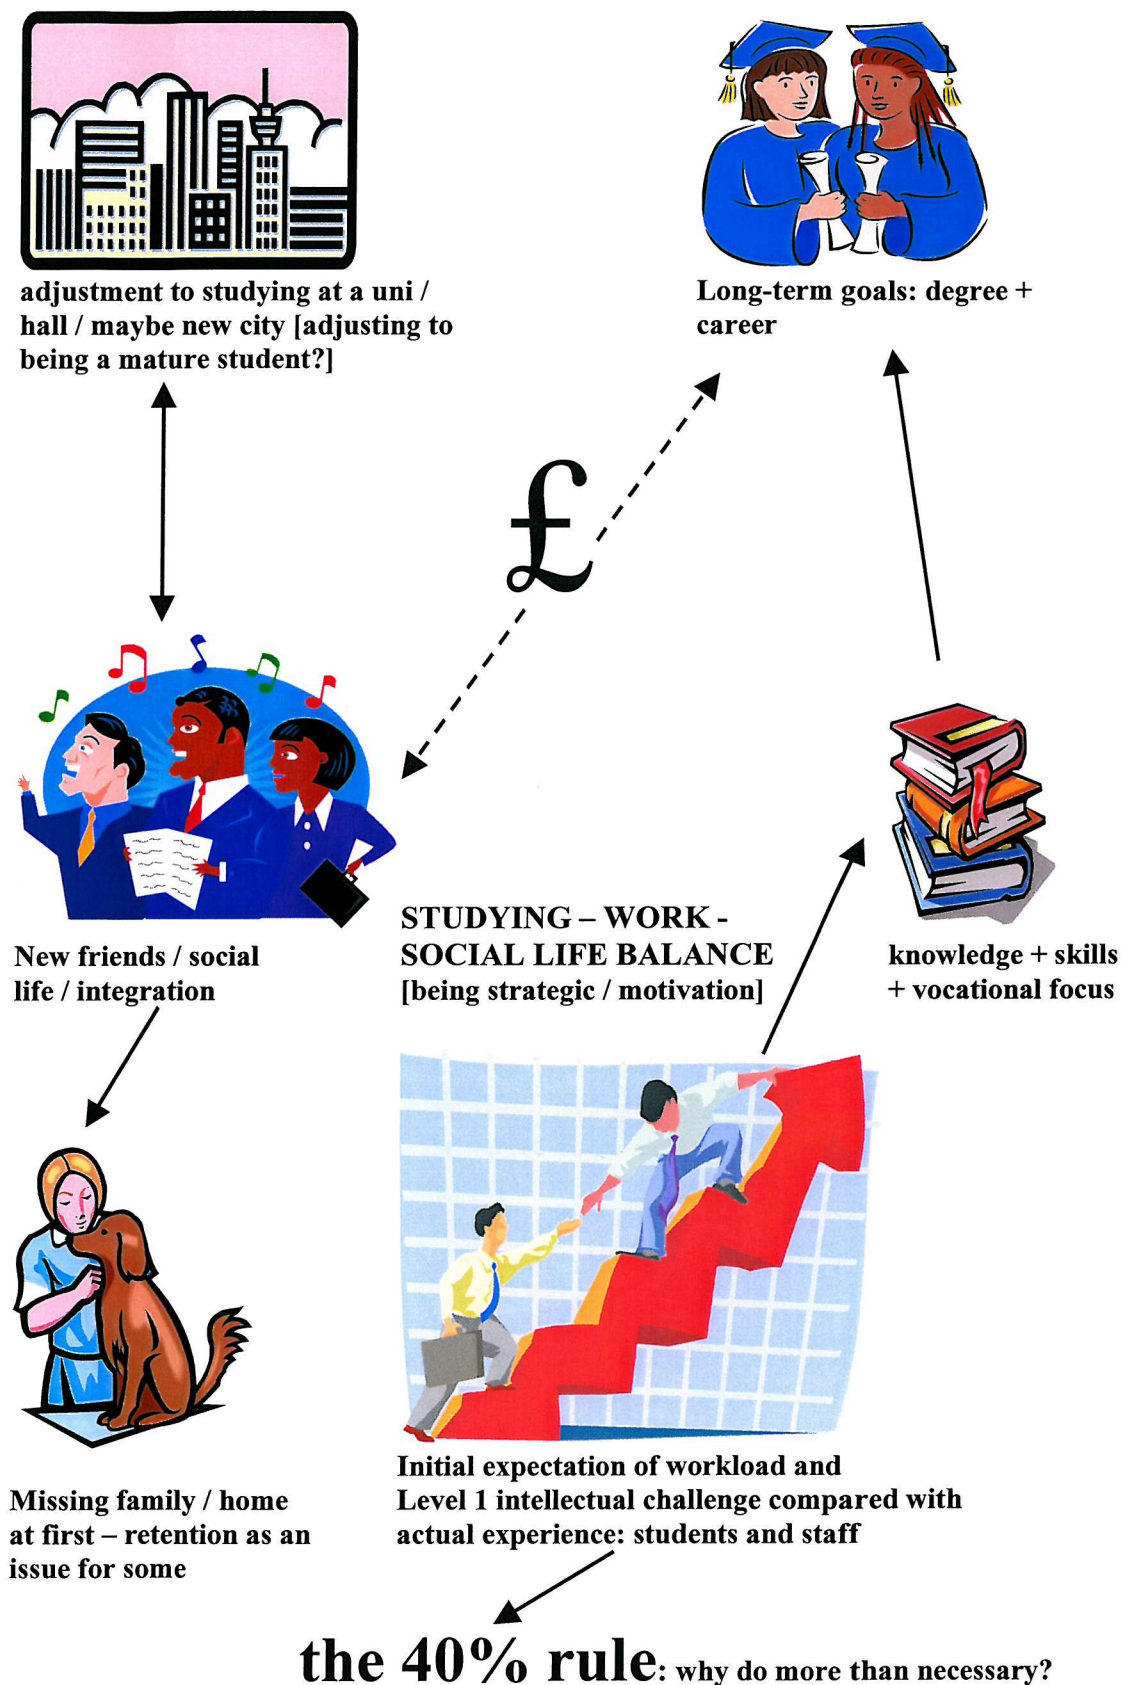 adjustment to studying at a uni /
hall / maybe new city [adjusting to
being a mature student?]
Long-term goals: degree +
career
£
New friends / social
life / integration
STUDYING – WORK -
SOCIAL LIFE BALANCE
[being strategic / motivation]
knowledge + skills
+ vocational focus
Missing family / home
at first – retention as an
issue for some
Initial expectation of workload and
Level 1 intellectual challenge compared with
actual experience: students and staff
the 40% rule: why do more than necessary?